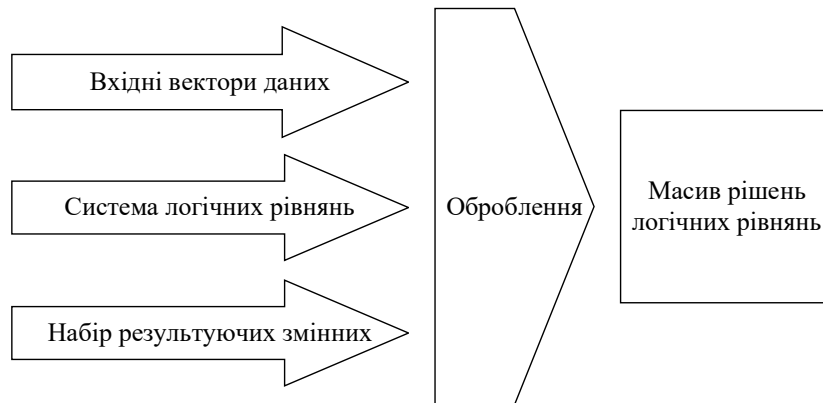 Вхідні вектори даних
Система логічних рівнянь
Набір результуючих змінних
Оброблення
Масив рішень
логічних рівнянь